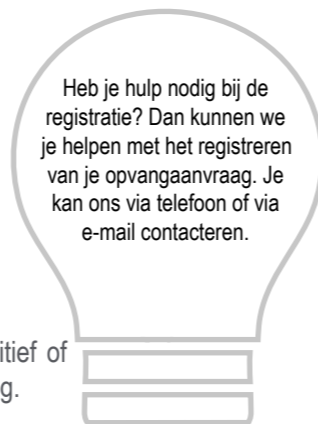 Heb je hulp nodig bij de
registratie? Dan kunnen we
je helpen met het registreren
van je opvangaanvraag. Je
kan ons via telefoon of via
e-mail contacteren.
of